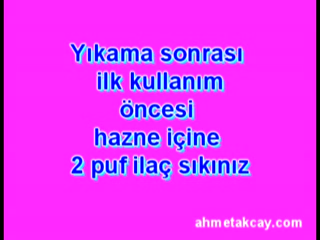 Yıkama sonrası
ilk kullanım
öncesi
hazne içine
2 puf ilaç sıkınız
ahmetakcay.com